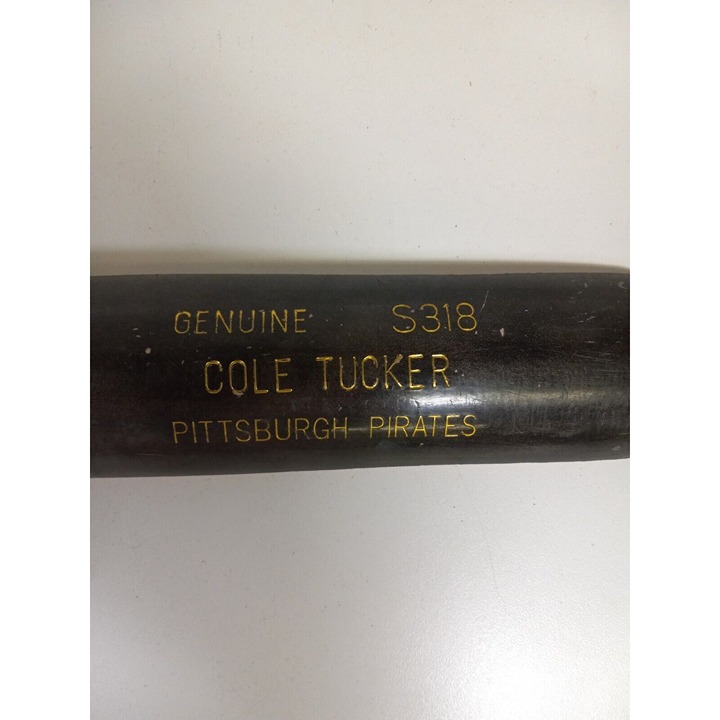 GENUINE S318
COLE TUCKER
PITTSBURGH PIRATES